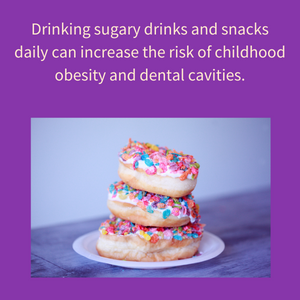 Drinking sugary drinks and snacks
daily can increase the risk of childhood
obesity and dental cavities.